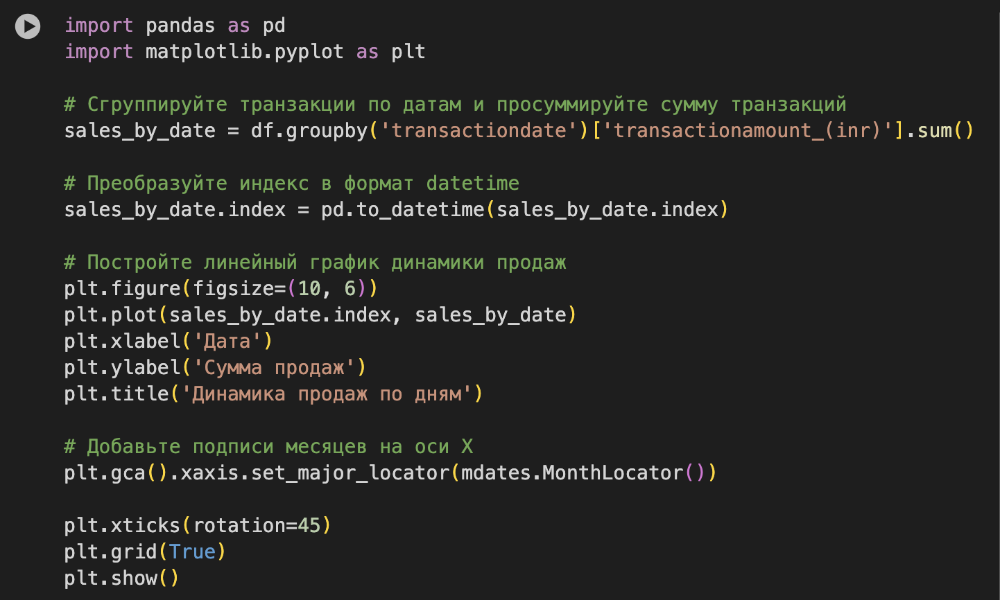 import pandas as pd
import matplotlib.pyplot as plt
# Сгруппируйте транзакции по датам и просуммируйте сумму транзакций
sales_by_date = df.groupby('transactiondate')['transactionamount_(inr)'].sum()
# Преобразуйте индекс в формат datetime
sales_by_date.index = pd.to_datetime(sales_by_date.index)
# Постройте линейный график динамики продаж
plt.figure(figsize=(10, 6))
plt.plot(sales_by_date.index, sales_by_date)
plt.xlabel('Дата')
plt.ylabel('Сумма продаж')
plt.title('Динамика продаж по дням')
# Добавьте подписи месяцев на оси X
plt.gca().xaxis.set_major_locator(mdates.MonthLocator())
plt.xticks(rotation=45)
plt.grid(True)
plt.show()